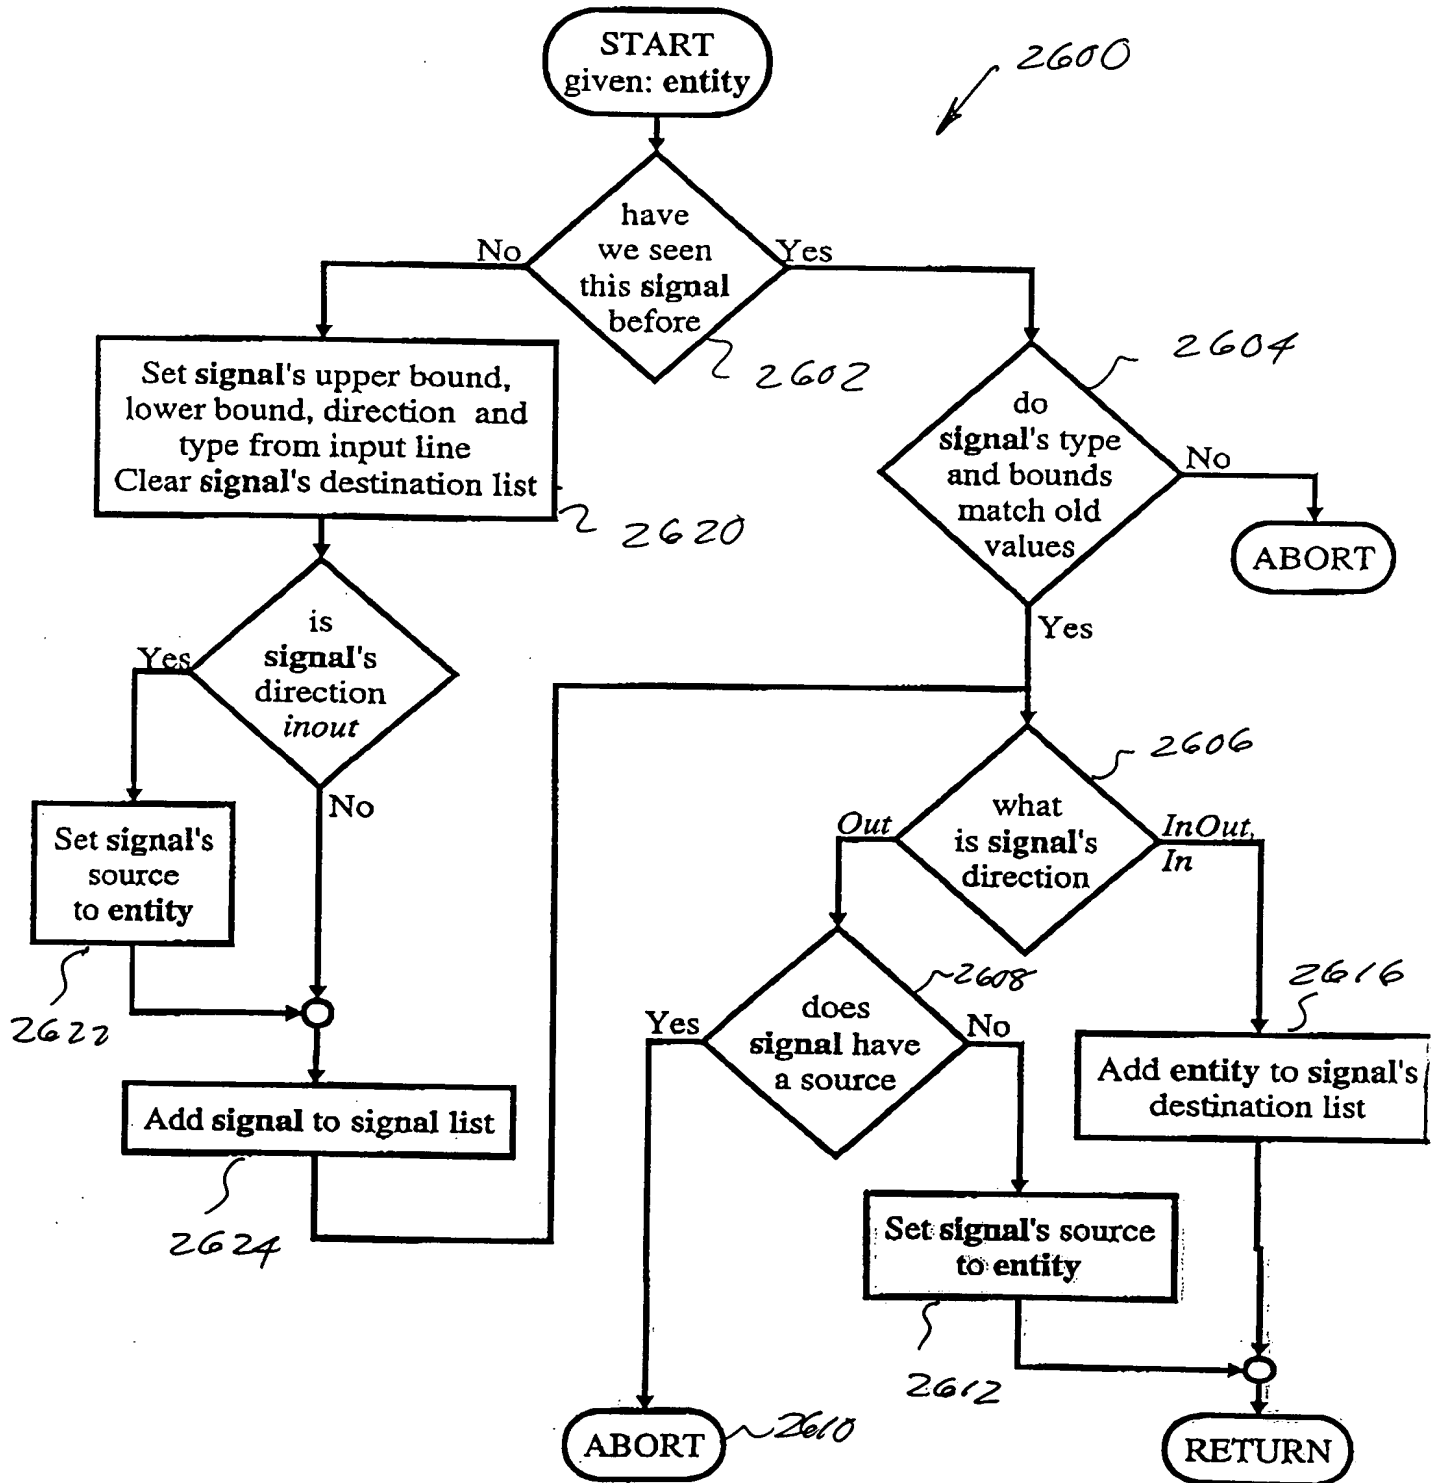 START
given: entity
2600
have
we seen
this signal
before
No
Yes
2602
2604
Set signal's upper bound,
lower bound, direction and
type from input line
Clear signal's destination list
2620
do
signal's type
and bounds
match old
values
No
ABORT
Yes
is
signal's
direction
inout
Yes
No
Set signal's
source
to entity
2622
Add signal to signal list
2624
what
is signal's
direction
2606
Out
InOut,
In
does
signal have
a source
2608
Yes
No
2616
Add entity to signal's
destination list
Set signal's source
to entity
2612
ABORT
2610
RETURN